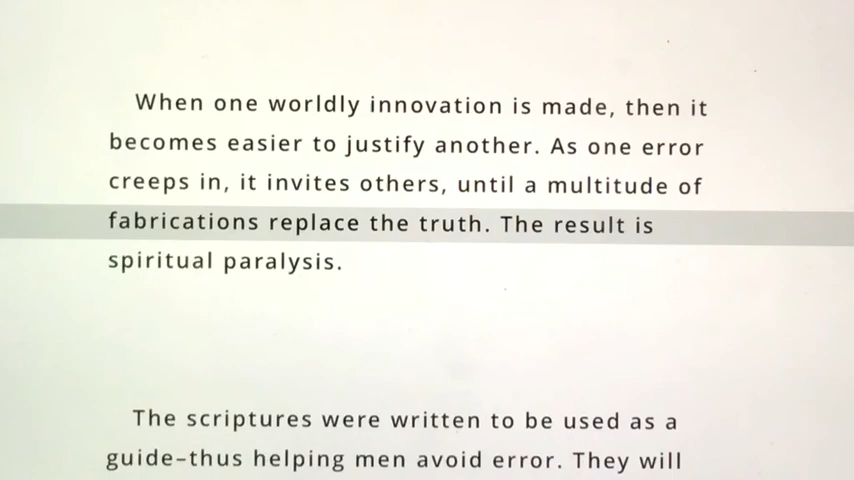 When one worldly innovation is made, then it
becomes easier to justify another. As one error
creeps in, it invites others, until a multitude of
fabrications replace the truth. The result is
spiritual paralysis.
The scriptures were written to be used as a
guide–thus helping men avoid error. They will